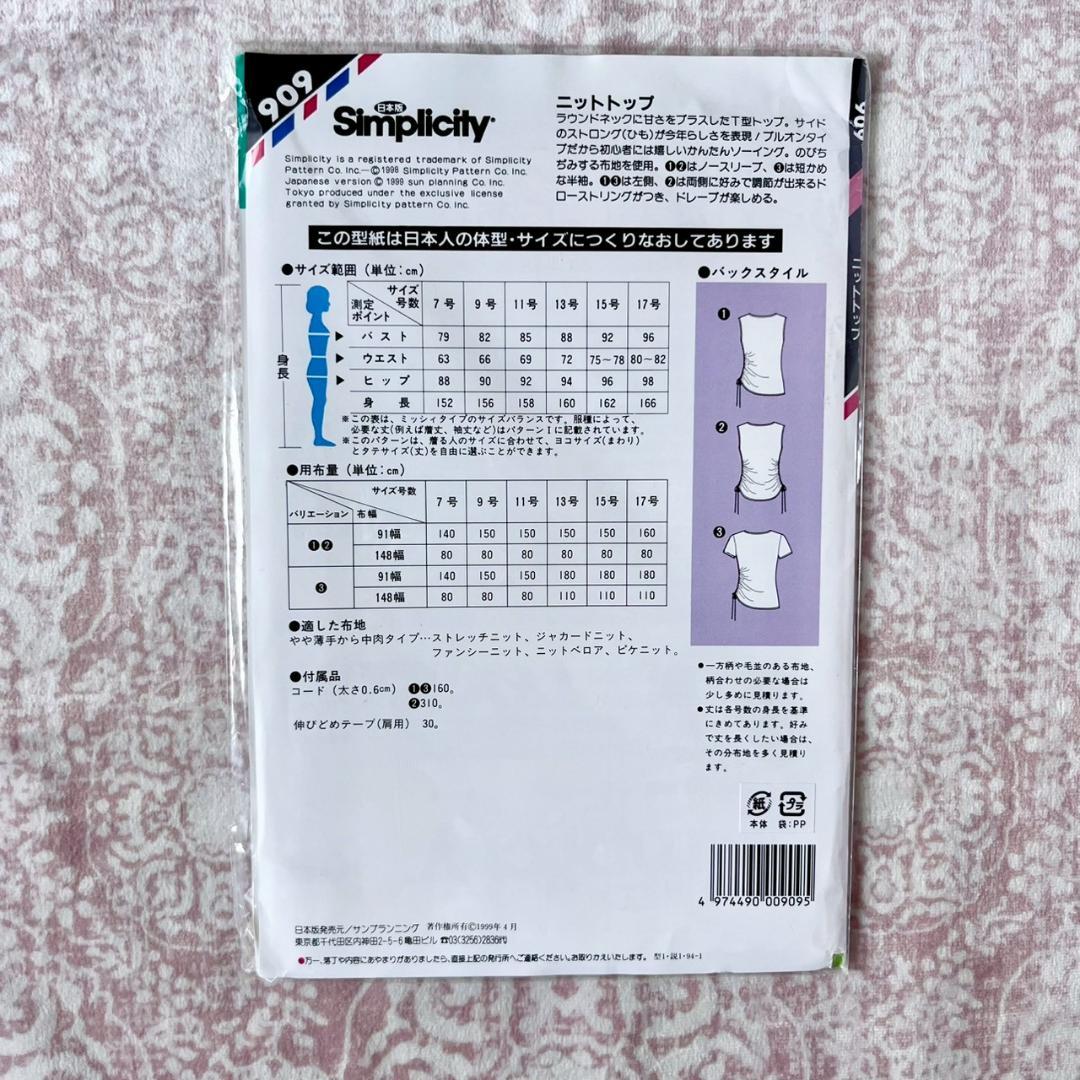 909
日本版
Simplicity
Simplicity is a registered trademark of Simplicity
Pattern Co. Inc.—©1998 Simplicity Pattern Co. Inc.
Japanese version © 1999 sun planning Co. Inc.
Tokyo produced under the exclusive license
granted by Simplicity pattern Co. Inc.
ニットトップ
ラウンドネックに甘さをプラスしたT型トップ。サイド
のストロング(ひも)が今年らしさを表現!プルオンタイ
プだから初心者には嬉しいかんたんソーイング。のびち
ぢみする布地を使用。❶❷はノースリーブ、❸は短かめ
な半袖。❶❸は左側、❷は両側に好みで調節が出来るド
ローストリングがつき、ドレープが楽しめる。
909
この型紙は日本人の体型・サイズにつくりなおしてあります
●サイズ範囲(単位:cm)
サイズ号数 測定ポイント 7号 9号 11号 13号 15号 17号
バスト 79 82 85 88 92 96
ウエスト 63 66 69 72 75~78 80~82
ヒップ 88 90 92 94 96 98
身長 152 156 158 160 162 166
身長
※この表は、ミッシィタイプのサイズバランスです。服種によって、
必要な丈(例えば着丈、袖丈など)はパターンIに記載されています。
※このパターンは、着る人のサイズに合わせて、ヨコサイズ(まわり)
とタテサイズ(丈)を自由に選ぶことができます。
●用布量(単位:cm)
サイズ号数 バリエーション 布幅 7号 9号 11号 13号 15号 17号
❶❷ 91幅 140 150 150 150 150 160
148幅 80 80 80 80 80 80
❸ 91幅 140 150 150 180 180 180
148幅 80 80 80 110 110 110
●適した布地
やや薄手から中肉タイプ…ストレッチニット、ジャカードニット、
ファンシーニット、ニットベロア、ピケニット。
●付属品
コード(太さ0.6cm) ❶❸160。
❷310。
伸びどめテープ(肩用) 30。
●バックスタイル
❶
❷
❸
●一方柄や毛並のある布地、
柄合わせの必要な場合は
少し多めに見積ります。
●丈は各号数の身長を基準
にきめてあります。好み
で丈を長くしたい場合は、
その分布地を多く見積り
ます。
紙 プラ
本体 袋:PP
4 974490 009095
日本版発売元/サンプランニング 著作権所有©1999年4月
東京都千代田区内神田2-5-6 亀田ビル ☎03(3256)2836㈹
●万一、落丁や内容にあやまりがありましたら、直接上記の発行所へご連絡ください。お取りかえいたします。 型1・説1・94-1